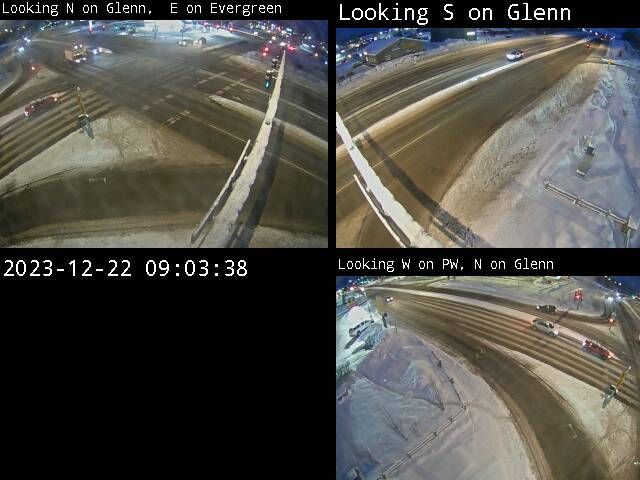 Looking N on Glenn,  E on Evergreen
Looking S on Glenn
2023-12-22 09:03:38
Looking W on PW, N on Glenn